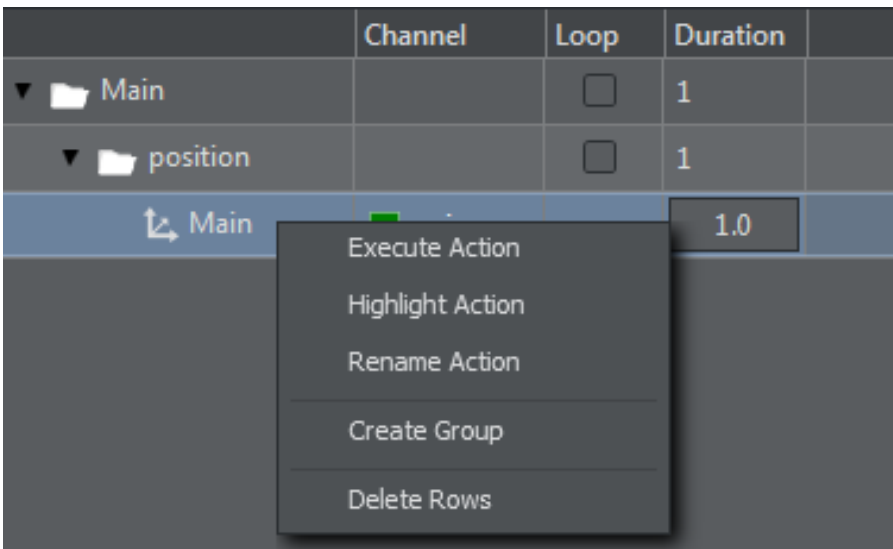 Channel Loop Duration
Main 1
position 1
Main 1.0
Execute Action
Highlight Action
Rename Action
Create Group
Delete Rows